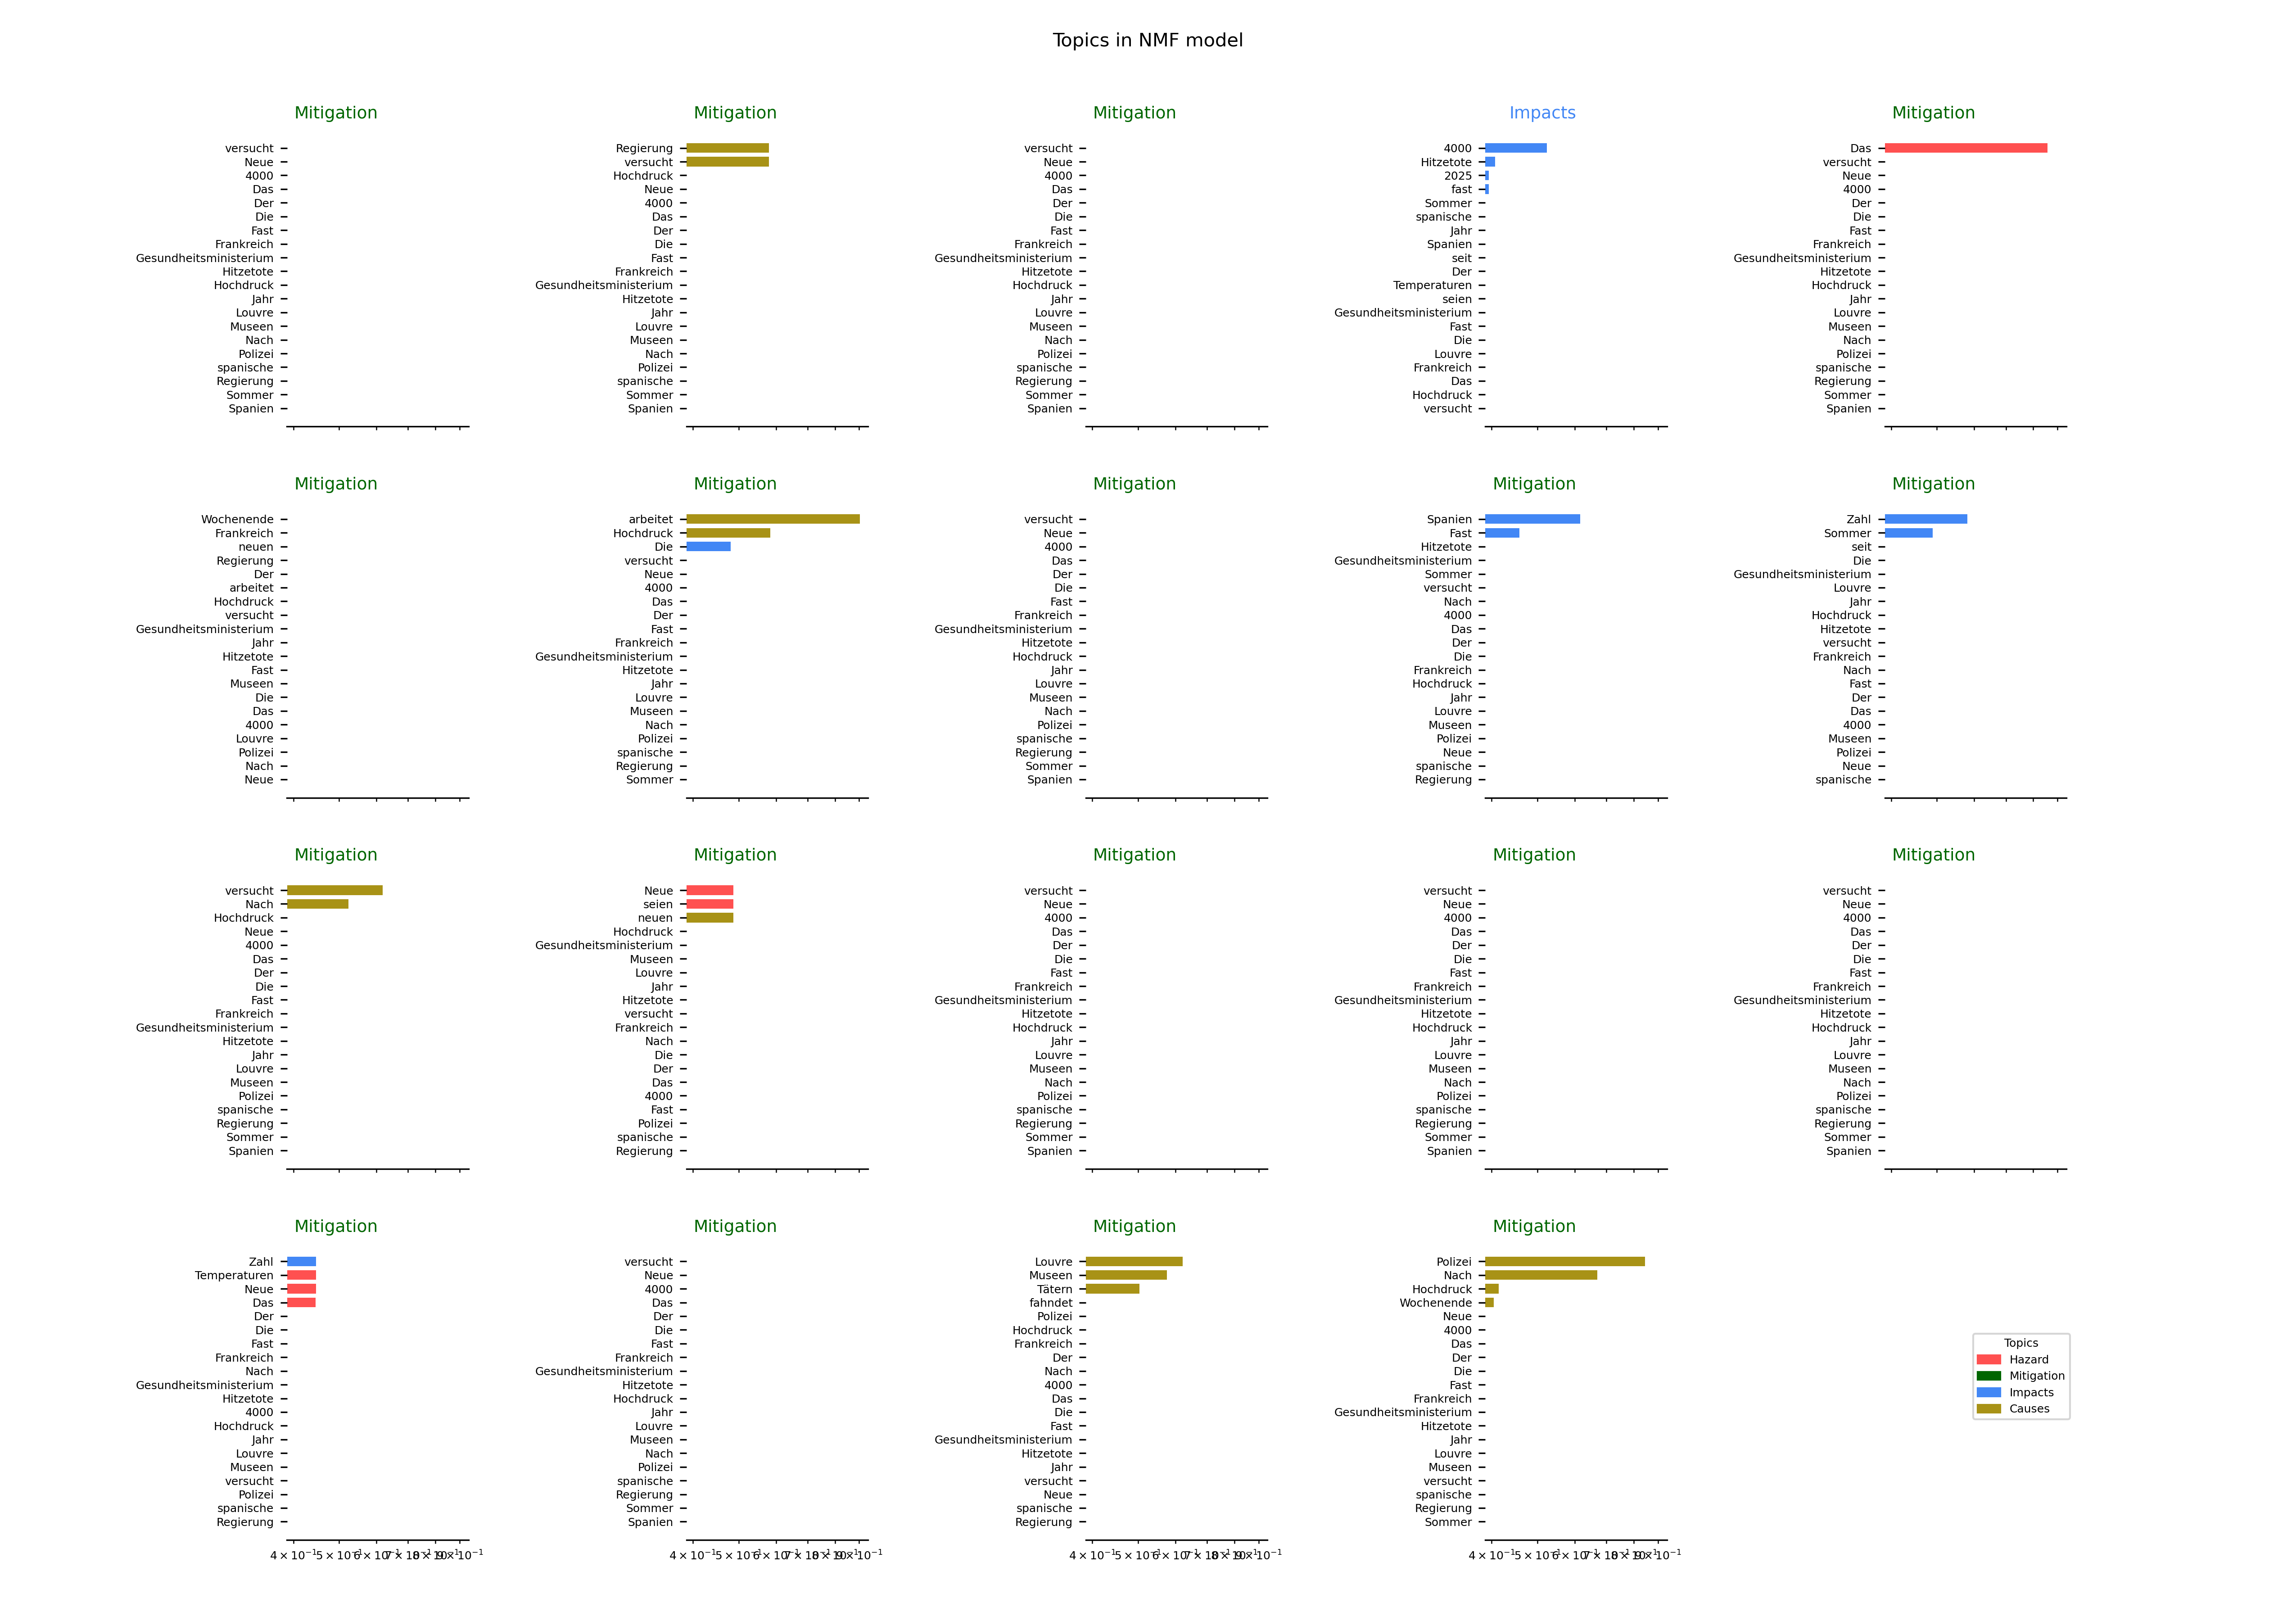 Topics in NMF model
Mitigation
versucht
Neue
4000
Das
Der
Die
Fast
Frankreich
Gesundheitsministerium
Hitzetote
Hochdruck
Jahr
Louvre
Museen
Nach
Polizei
spanische
Regierung
Sommer
Spanien
Mitigation
Regierung
versucht
Hochdruck
Neue
4000
Das
Der
Die
Fast
Frankreich
Gesundheitsministerium
Hitzetote
Jahr
Louvre
Museen
Nach
Polizei
spanische
Sommer
Spanien
Mitigation
versucht
Neue
4000
Das
Der
Die
Fast
Frankreich
Gesundheitsministerium
Hitzetote
Hochdruck
Jahr
Louvre
Museen
Nach
Polizei
spanische
Regierung
Sommer
Spanien
Impacts
4000
Hitzetote
2025
fast
Sommer
spanische
Jahr
Spanien
seit
Der
Temperaturen
seien
Gesundheitsministerium
Fast
Die
Louvre
Frankreich
Das
Hochdruck
versucht
Mitigation
Das
versucht
Neue
4000
Der
Die
Fast
Frankreich
Gesundheitsministerium
Hitzetote
Hochdruck
Jahr
Louvre
Museen
Nach
Polizei
spanische
Regierung
Sommer
Spanien
Mitigation
Wochenende
Frankreich
neuen
Regierung
Der
arbeitet
Hochdruck
versucht
Gesundheitsministerium
Jahr
Hitzetote
Fast
Museen
Die
Das
4000
Louvre
Polizei
Nach
Neue
Mitigation
arbeitet
Hochdruck
Die
versucht
Neue
4000
Das
Der
Fast
Frankreich
Gesundheitsministerium
Hitzetote
Jahr
Louvre
Museen
Nach
Polizei
spanische
Regierung
Sommer
Mitigation
versucht
Neue
4000
Das
Der
Die
Fast
Frankreich
Gesundheitsministerium
Hitzetote
Hochdruck
Jahr
Louvre
Museen
Nach
Polizei
spanische
Regierung
Sommer
Spanien
Mitigation
Spanien
Fast
Hitzetote
Gesundheitsministerium
Sommer
versucht
Nach
4000
Das
Der
Die
Frankreich
Hochdruck
Jahr
Louvre
Museen
Polizei
Neue
spanische
Regierung
Mitigation
Zahl
Sommer
seit
Die
Gesundheitsministerium
Louvre
Jahr
Hochdruck
Hitzetote
versucht
Frankreich
Nach
Fast
Der
Das
4000
Museen
Polizei
Neue
spanische
Mitigation
versucht
Nach
Hochdruck
Neue
4000
Das
Der
Die
Fast
Frankreich
Gesundheitsministerium
Hitzetote
Jahr
Louvre
Museen
Polizei
spanische
Regierung
Sommer
Spanien
Mitigation
Neue
seien
neuen
Hochdruck
Gesundheitsministerium
Museen
Louvre
Jahr
Hitzetote
versucht
Frankreich
Nach
Die
Der
Das
4000
Fast
Polizei
spanische
Regierung
Mitigation
versucht
Neue
4000
Das
Der
Die
Fast
Frankreich
Gesundheitsministerium
Hitzetote
Hochdruck
Jahr
Louvre
Museen
Nach
Polizei
spanische
Regierung
Sommer
Spanien
Mitigation
versucht
Neue
4000
Das
Der
Die
Fast
Frankreich
Gesundheitsministerium
Hitzetote
Hochdruck
Jahr
Louvre
Museen
Nach
Polizei
spanische
Regierung
Sommer
Spanien
Mitigation
versucht
Neue
4000
Das
Der
Die
Fast
Frankreich
Gesundheitsministerium
Hitzetote
Hochdruck
Jahr
Louvre
Museen
Nach
Polizei
spanische
Regierung
Sommer
Spanien
Mitigation
Zahl
Temperaturen
Neue
Das
Der
Die
Fast
Frankreich
Nach
Gesundheitsministerium
Hitzetote
4000
Hochdruck
Jahr
Louvre
Museen
versucht
Polizei
spanische
Regierung
Mitigation
versucht
Neue
4000
Das
Der
Die
Fast
Frankreich
Gesundheitsministerium
Hitzetote
Hochdruck
Jahr
Louvre
Museen
Nach
Polizei
spanische
Regierung
Sommer
Spanien
Mitigation
Louvre
Museen
Tätern
fahndet
Polizei
Hochdruck
Frankreich
Der
Nach
4000
Das
Die
Fast
Gesundheitsministerium
Hitzetote
Jahr
versucht
Neue
spanische
Regierung
Mitigation
Polizei
Nach
Hochdruck
Wochenende
Neue
4000
Das
Der
Die
Fast
Frankreich
Gesundheitsministerium
Hitzetote
Jahr
Louvre
Museen
versucht
spanische
Regierung
Sommer
Topics
Hazard
Mitigation
Impacts
Causes